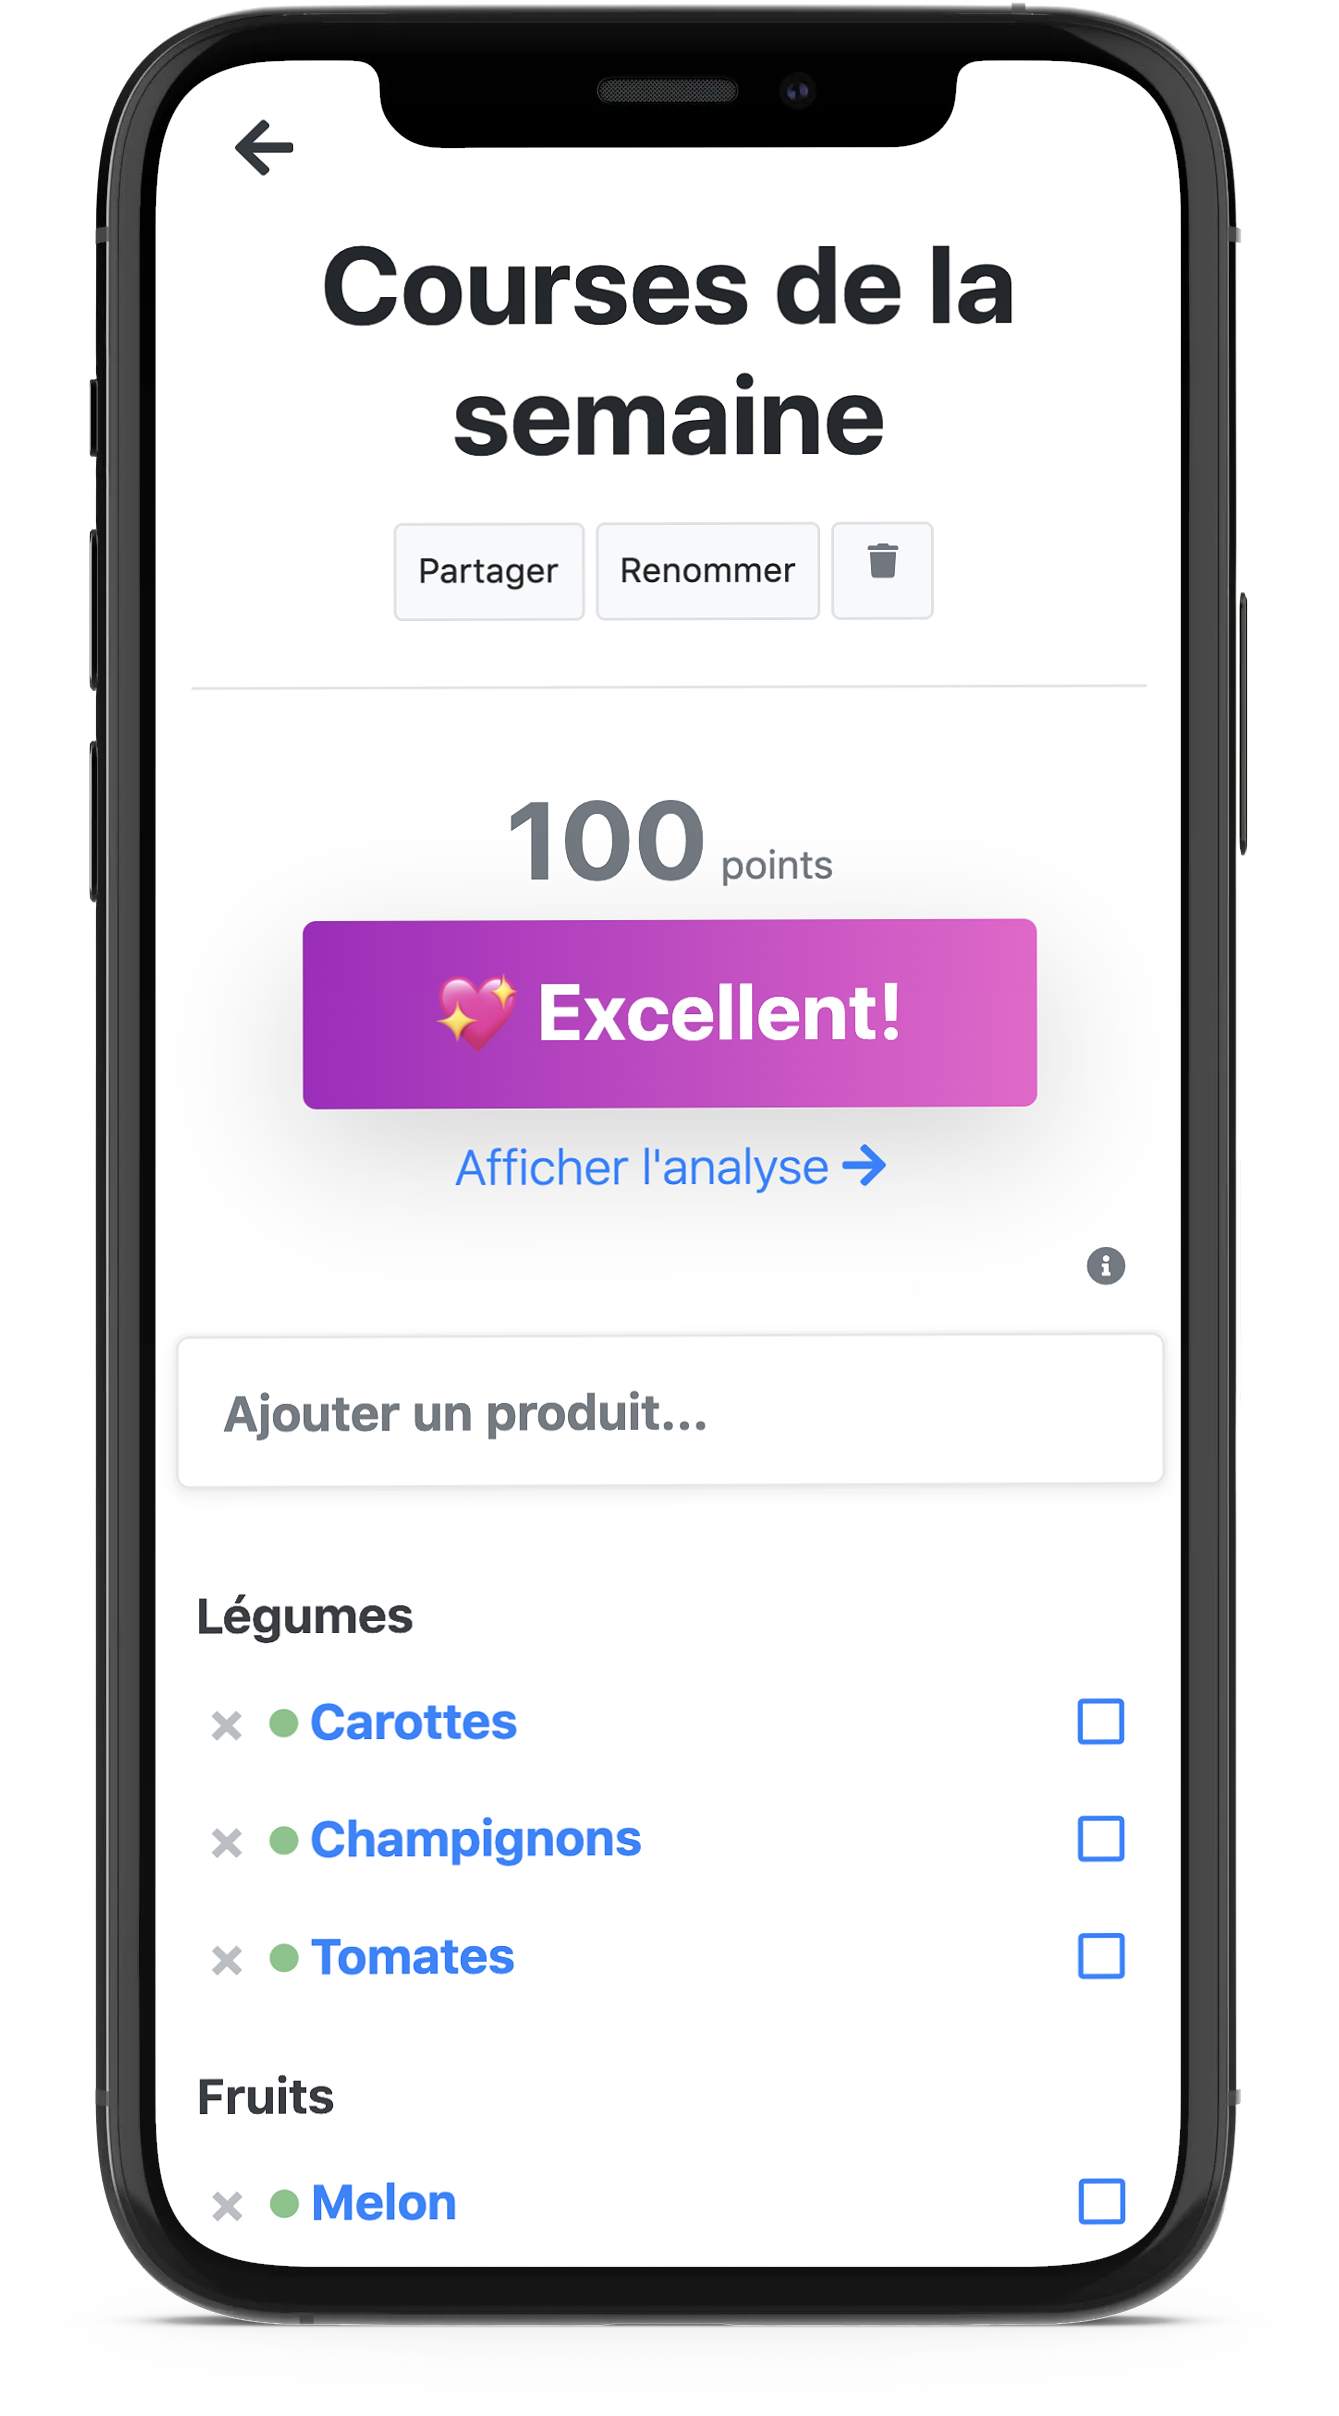 Courses de la
semaine
Partager Renommer
100 points
💖 Excellent!
Afficher l'analyse →
Ajouter un produit...
Légumes
Carottes
Champignons
Tomates
Fruits
Melon